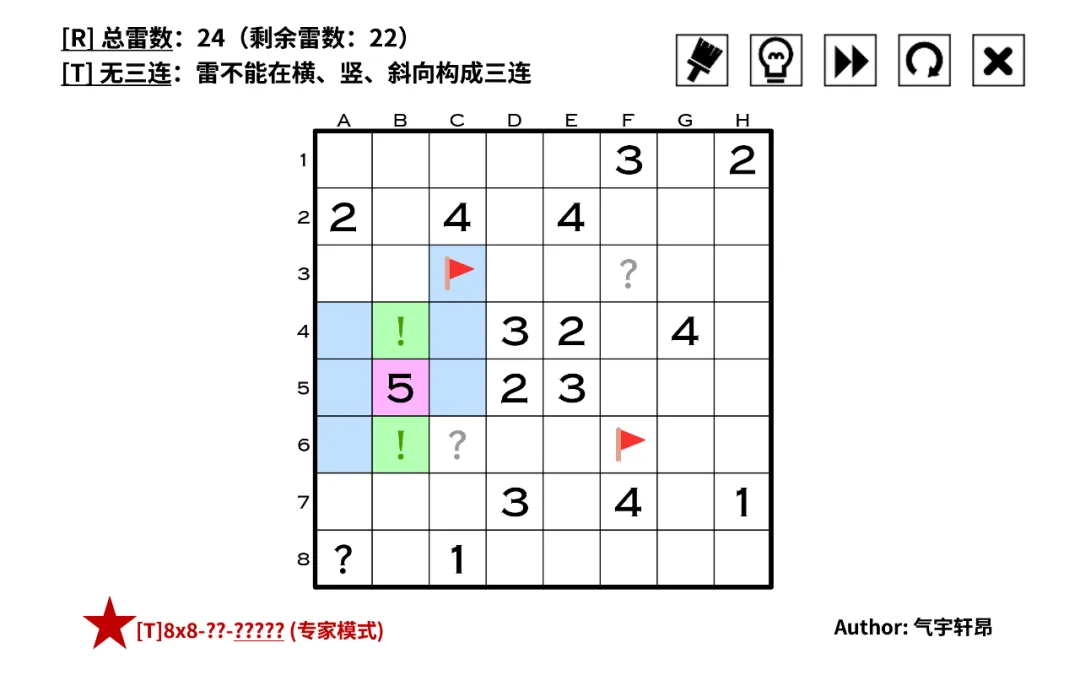 [R] 总雷数：24（剩余雷数：22）
[T] 无三连：雷不能在横、竖、斜向构成三连
A B C D E F G H
1 3 2
2 2 4 4
3 ?
4 ! 3 2 4
5 5 2 3
6 ! ?
7 3 4 1
8 ? 1
[T]8x8-??-????? (专家模式)
Author: 气宇轩昂